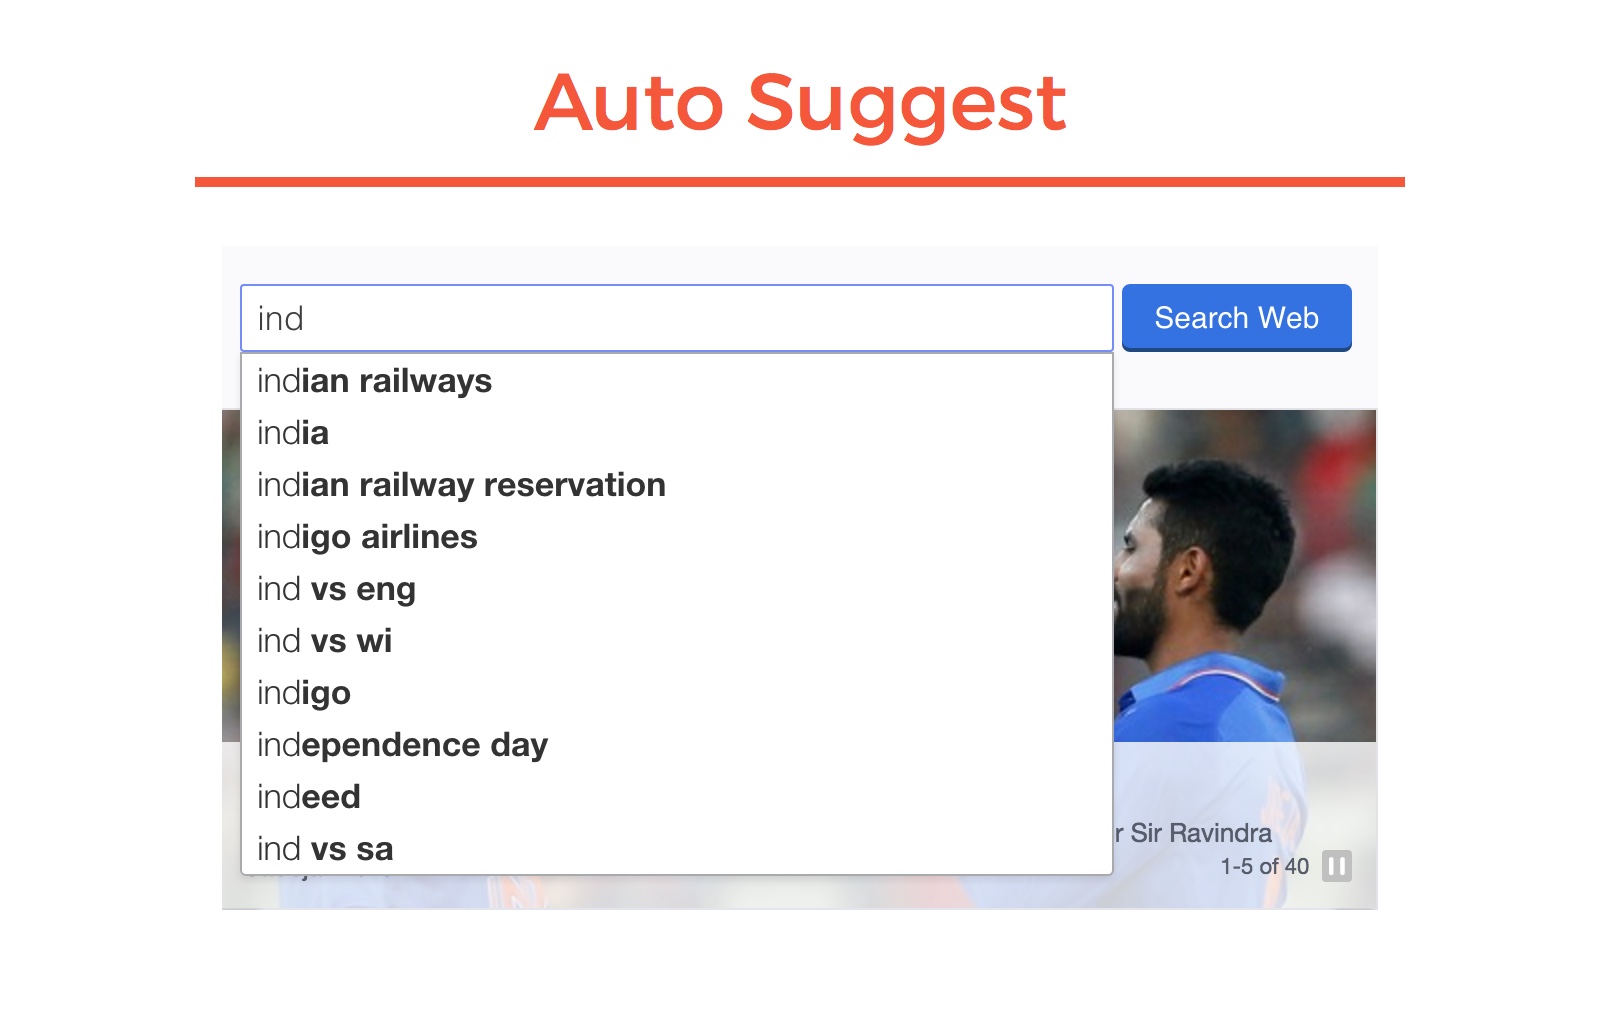 Auto Suggest
ind
Search Web
indian railways
india
indian railway reservation
indigo airlines
ind vs eng
ind vs wi
indigo
independence day
indeed
ind vs sa
r Sir Ravindra
1-5 of 40